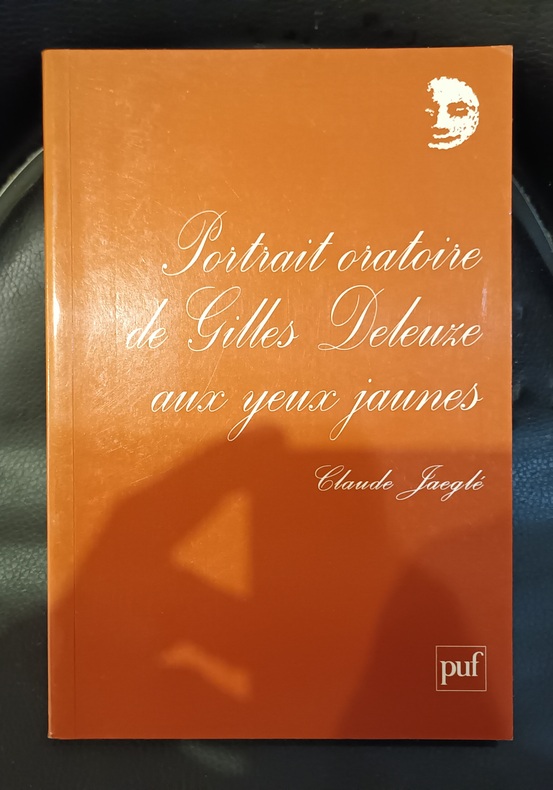 Portrait oratoire
de Gilles Deleuze
aux yeux jaunes
Claude Jaeglé
puf